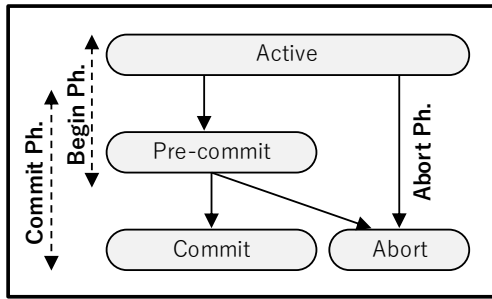 Active
Begin Ph.
Commit Ph.
Abort Ph.
Pre-commit
Commit
Abort